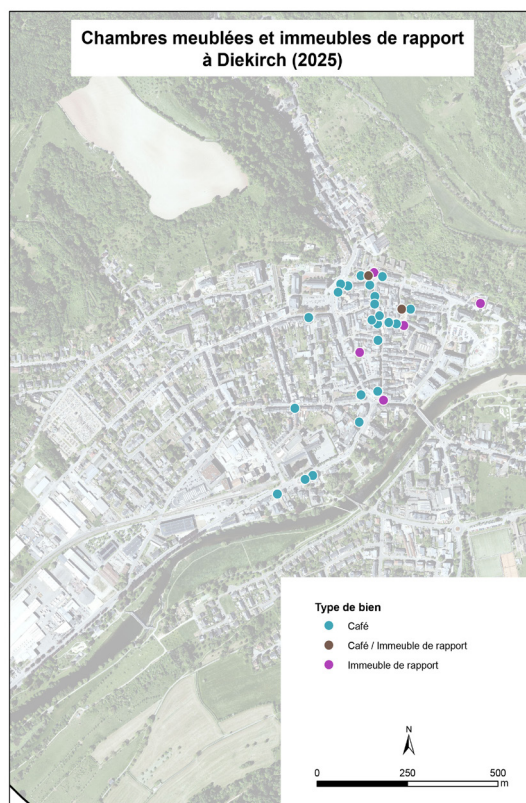 Chambres meublées et immeubles de rapport
à Diekirch (2025)
Type de bien
Café
Café / Immeuble de rapport
Immeuble de rapport
N
0 250 500
m